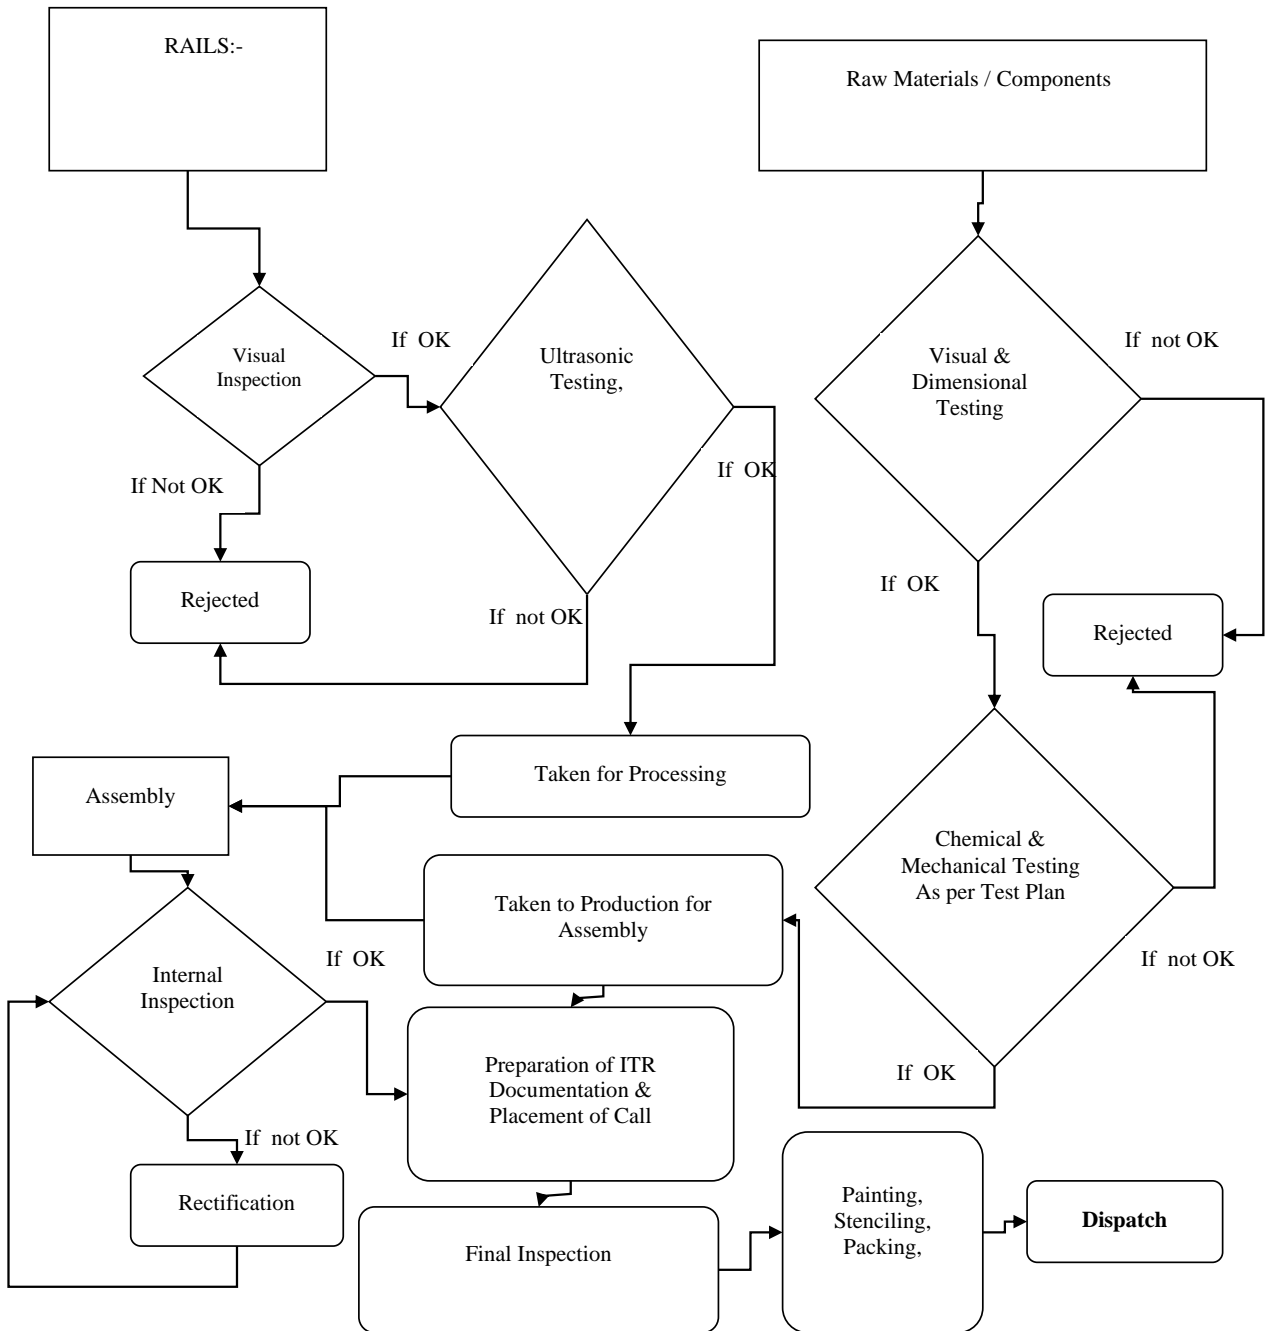 RAILS:-
Raw Materials / Components
Visual
Inspection
If OK
Ultrasonic
Testing,
If OK
If Not OK
Rejected
If not OK
Visual &
Dimensional
Testing
If not OK
If OK
Rejected
Taken for Processing
Assembly
Chemical &
Mechanical Testing
As per Test Plan
If not OK
If OK
Taken to Production for
Assembly
Internal
Inspection
If OK
If not OK
Rectification
Preparation of ITR
Documentation &
Placement of Call
Final Inspection
Painting,
Stenciling,
Packing,
Dispatch